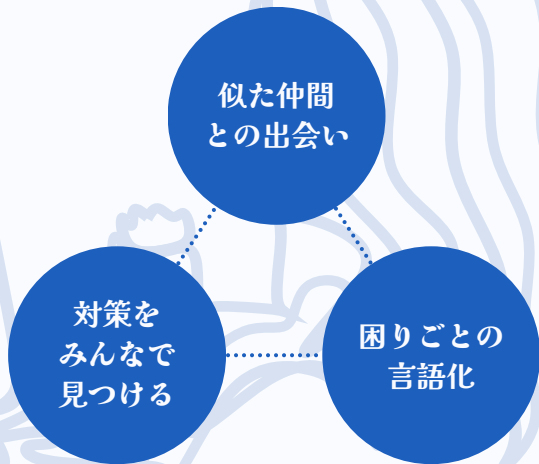 似た仲間
との出会い
対策を
みんなで
見つける
困りごとの
言語化